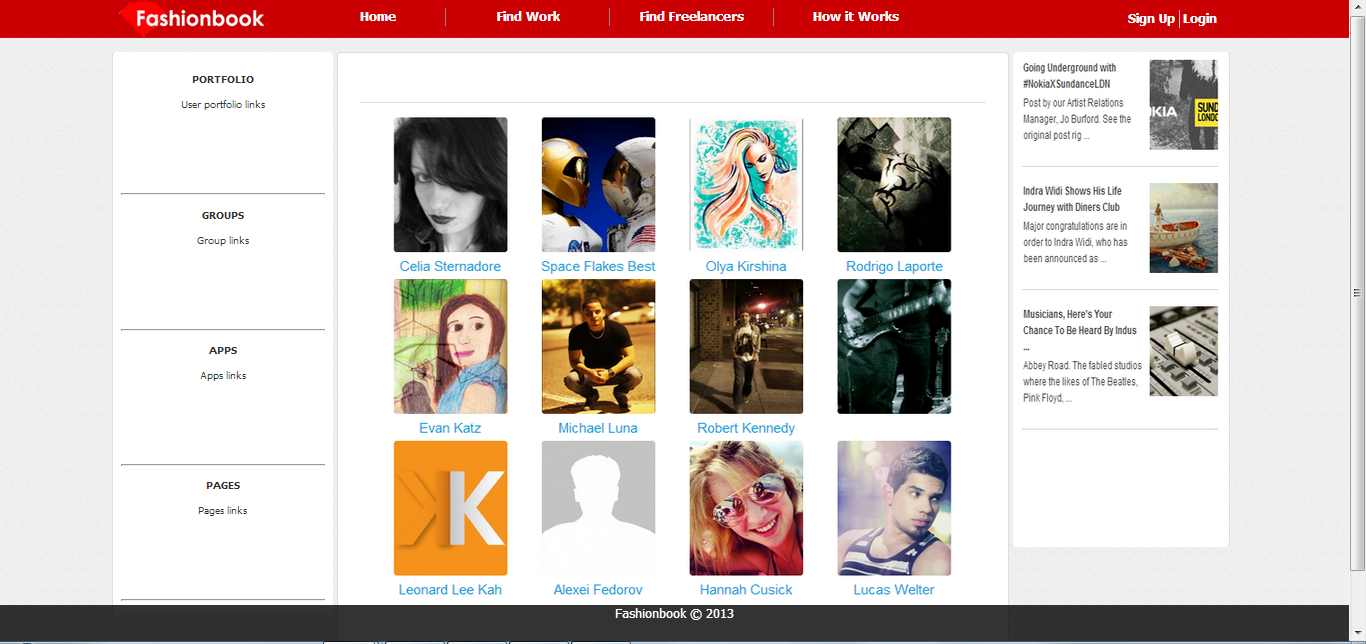 Fashionbook
Home
Find Work
Find Freelancers
How it Works
Sign Up
Login
PORTFOLIO
User portfolio links
GROUPS
Group links
APPS
Apps links
PAGES
Pages links
Celia Sternadore
Space Flakes Best
Olya Kirshina
Rodrigo Laporte
Evan Katz
Michael Luna
Robert Kennedy
K
Leonard Lee Kah
Alexei Fedorov
Hannah Cusick
Lucas Welter
Going Underground with
#NokiaXSundanceLDN
Post by our Artist Relations
Manager, Jo Burford. See the
original post rig ...
KIA
SUND
LONDO
Indra Widi Shows His Life
Journey with Diners Club
Major congratulations are in
order to Indra Widi, who has
been announced as ...
Musicians, Here's Your
Chance To Be Heard By Indus
...
Abbey Road. The fabled studios
where the likes of The Beatles,
Pink Floyd, ...
Fashionbook © 2013